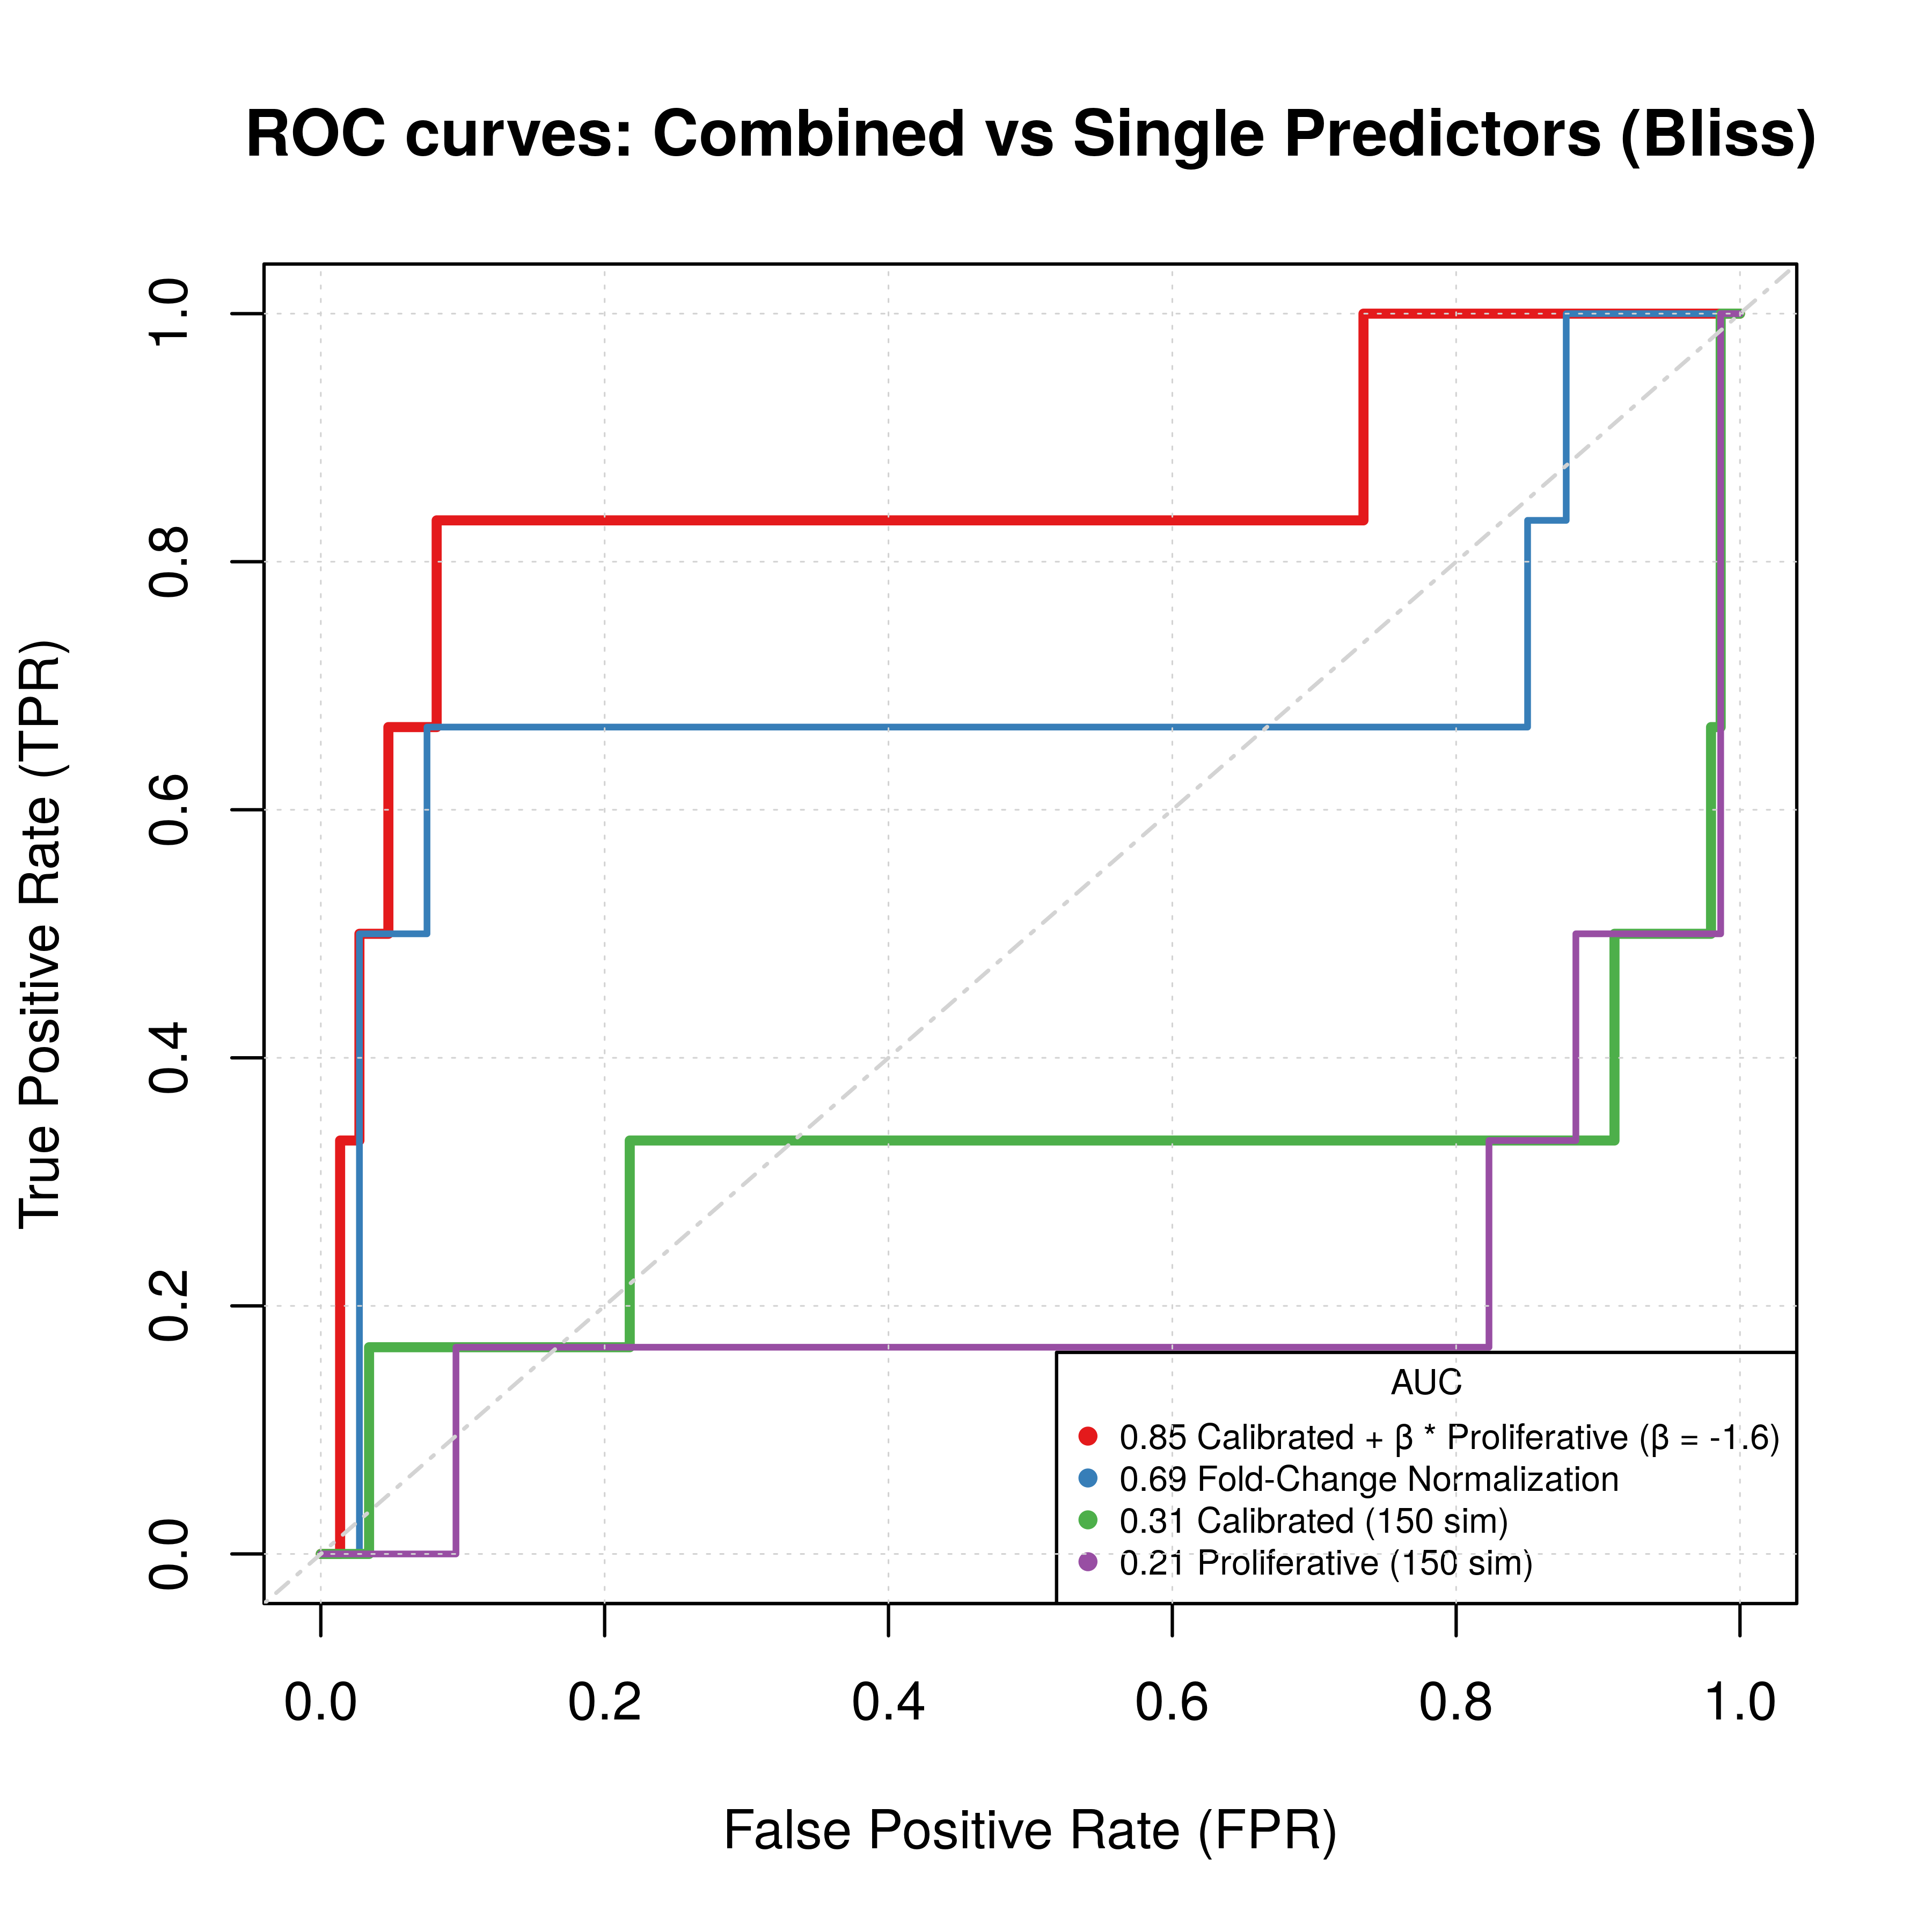 ROC curves: Combined vs Single Predictors (Bliss)
True Positive Rate (TPR)
1.0
0.8
0.6
0.4
0.2
0.0
AUC
0.85 Calibrated + β * Proliferative (β = -1.6)
0.69 Fold-Change Normalization
0.31 Calibrated (150 sim)
0.21 Proliferative (150 sim)
0.0 0.2 0.4 0.6 0.8 1.0
False Positive Rate (FPR)